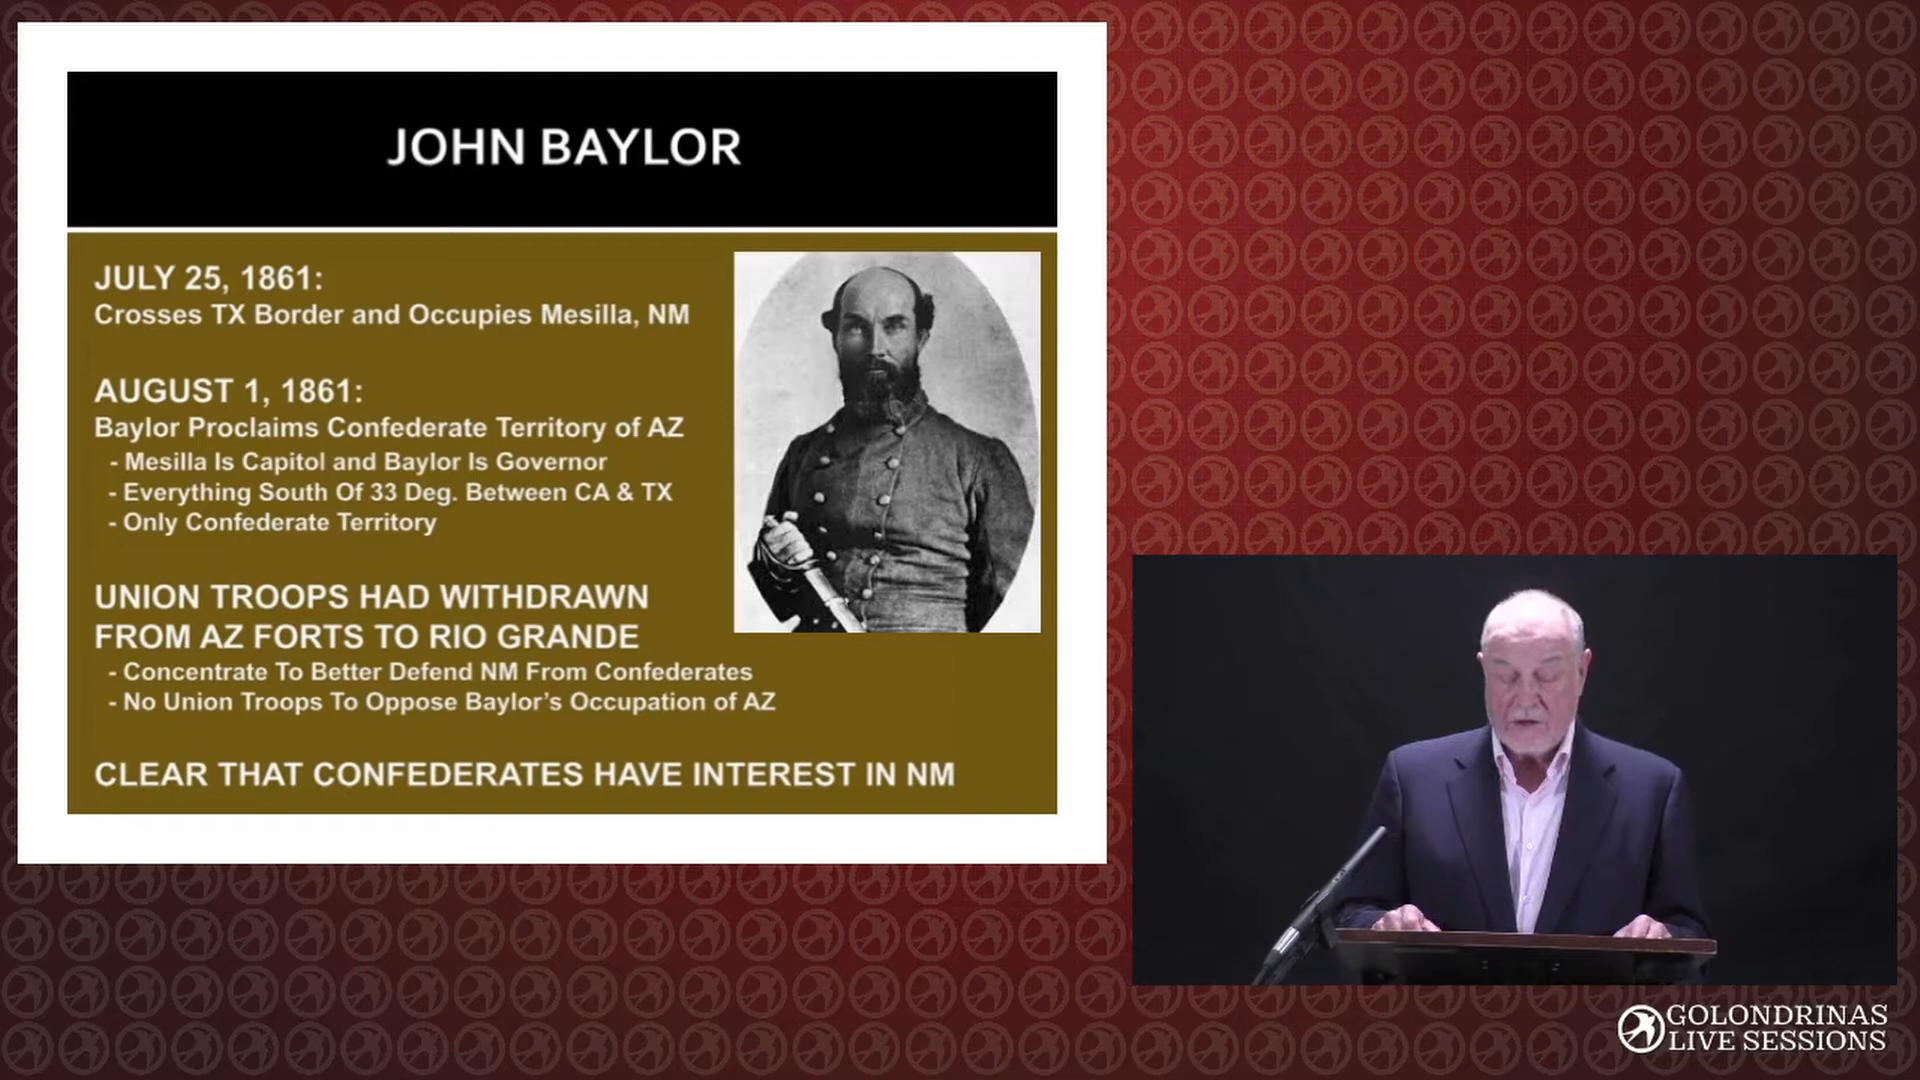 JOHN BAYLOR
JULY 25, 1861:
Crosses TX Border and Occupies Mesilla, NM
AUGUST 1, 1861:
Baylor Proclaims Confederate Territory of AZ
- Mesilla Is Capitol and Baylor Is Governor
- Everything South Of 33 Deg. Between CA & TX
- Only Confederate Territory
UNION TROOPS HAD WITHDRAWN
FROM AZ FORTS TO RIO GRANDE
- Concentrate To Better Defend NM From Confederates
- No Union Troops To Oppose Baylor's Occupation of AZ
CLEAR THAT CONFEDERATES HAVE INTEREST IN NM
GOLONDRINAS
LIVE SESSIONS